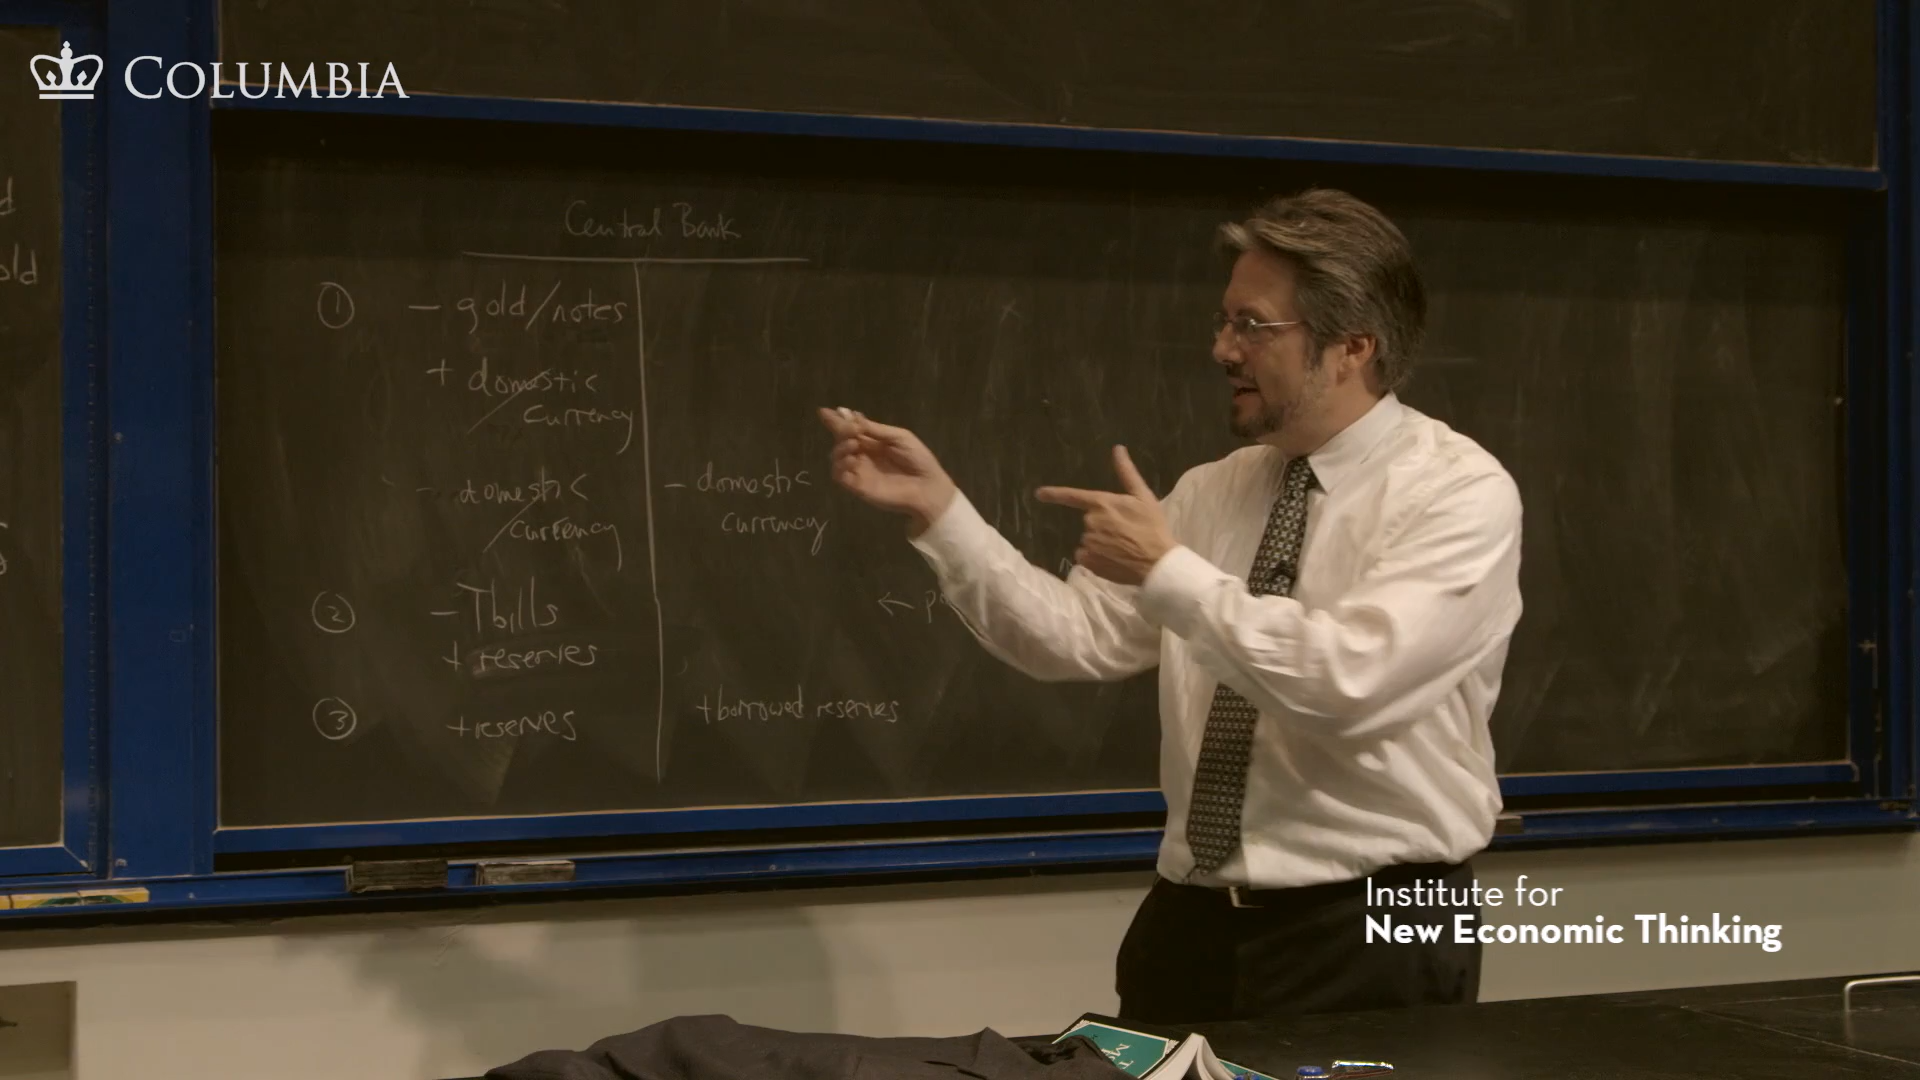 COLUMBIA
Central Bank
① – gold/notes
+ domestic
currency
– domestic – domestic
currency currency
② – Tbills
+ reserves
③ + reserves + borrowed reserves
Institute for
New Economic Thinking